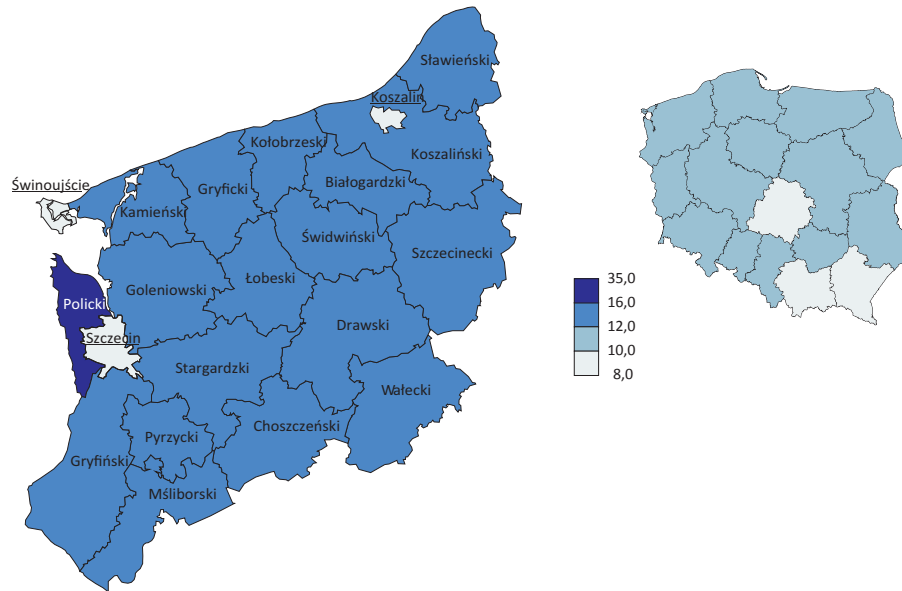 Sławieński
Koszalin
Kołobrzeski
Koszaliński
Białogardzki
Świnoujście
Gryficki
Kamieński
Świdwiński
Szczecinecki
Łobeski
Goleniowski
Policki
Drawski
Szczecin
Stargardzki
Wałecki
Choszczeński
Pyrzycki
Gryfiński
Mśliborski
35,0
16,0
12,0
10,0
8,0